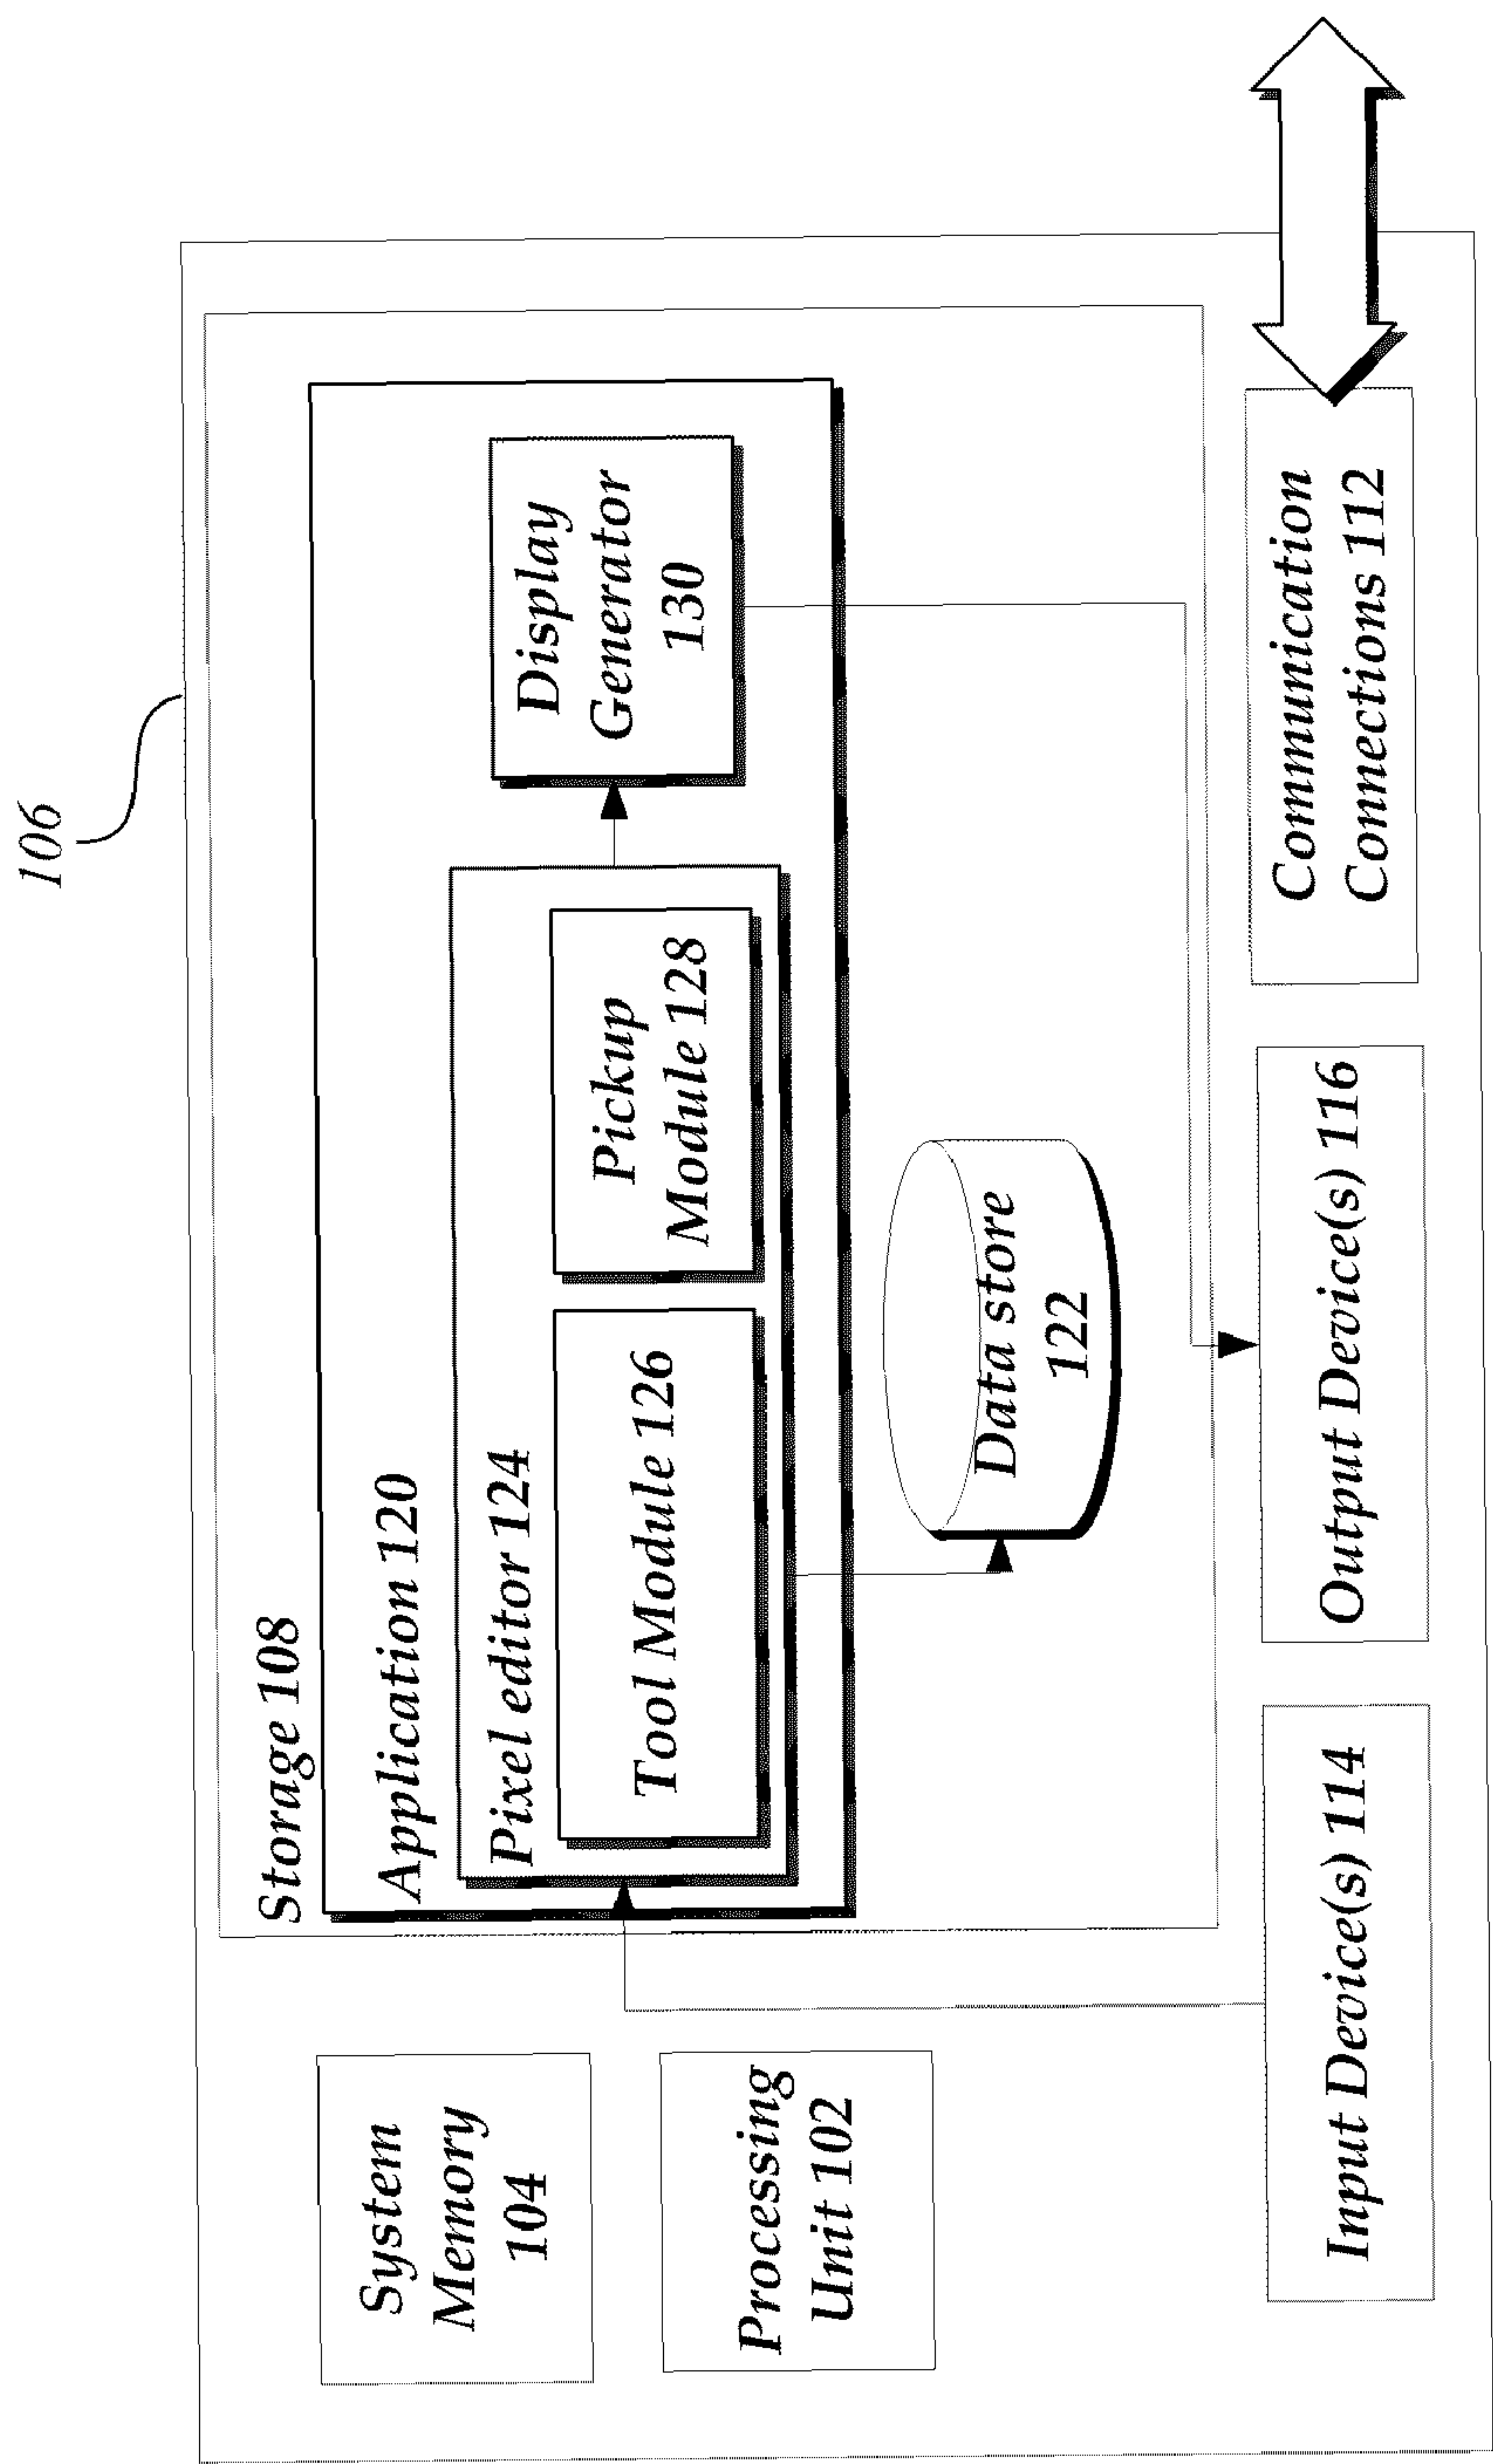 106
Storage 108
Application 120
Pixel editor 124
Tool Module 126
Pickup
Module 128
Display
Generator
130
Data store
122
System
Memory
104
Processing
Unit 102
Input Device(s) 114
Output Device(s) 116
Communication
Connections 112